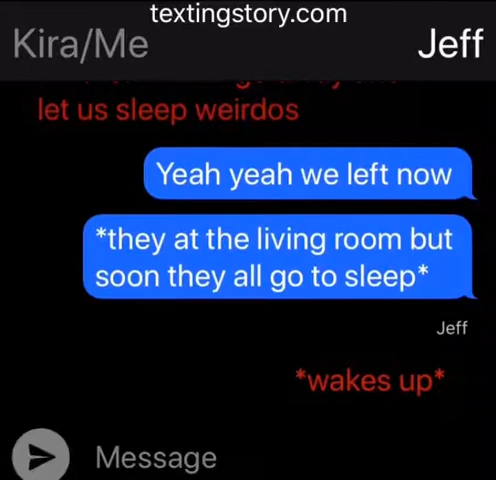 textingstory.com
Kira/Me
Jeff
let us sleep weirdos
Yeah yeah we left now
*they at the living room but
soon they all go to sleep*
Jeff
*wakes up*
Message